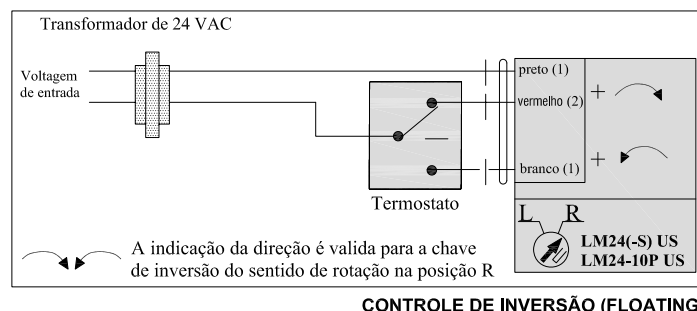 Transformador de 24 VAC
Voltagem
de entrada
preto (1)
vermelho (2)
branco (1)
+
+
Termostato
L R
LM24(-S) US
LM24-10P US
A indicação da direção é valida para a chave
de inversão do sentido de rotação na posição R
CONTROLE DE INVERSÃO (FLOATING